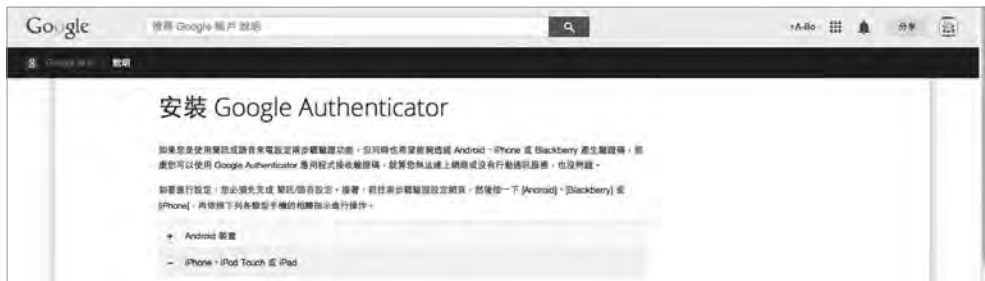 Google 搜尋 Google 帳戶 說明 +A-Bo 分享
8 說明
安裝 Google Authenticator
如果您是使用簡訊或語音來電設定兩步驟驗證功能，但同時也希望能夠透過 Android、iPhone 或 Blackberry 產生驗證碼，那
麼您可以使用 Google Authenticator 應用程式接收驗證碼，就算您無法連上網路或沒有行動通訊服務，也沒問題。
如要進行設定，您必須先完成 簡訊/語音設定。接著，前往兩步驟驗證設定網頁，然後按一下 [Android]、[Blackberry] 或
[iPhone]，再依照下列各類型手機的相關指示進行操作。
+ Android 裝置
− iPhone、iPod Touch 或 iPad